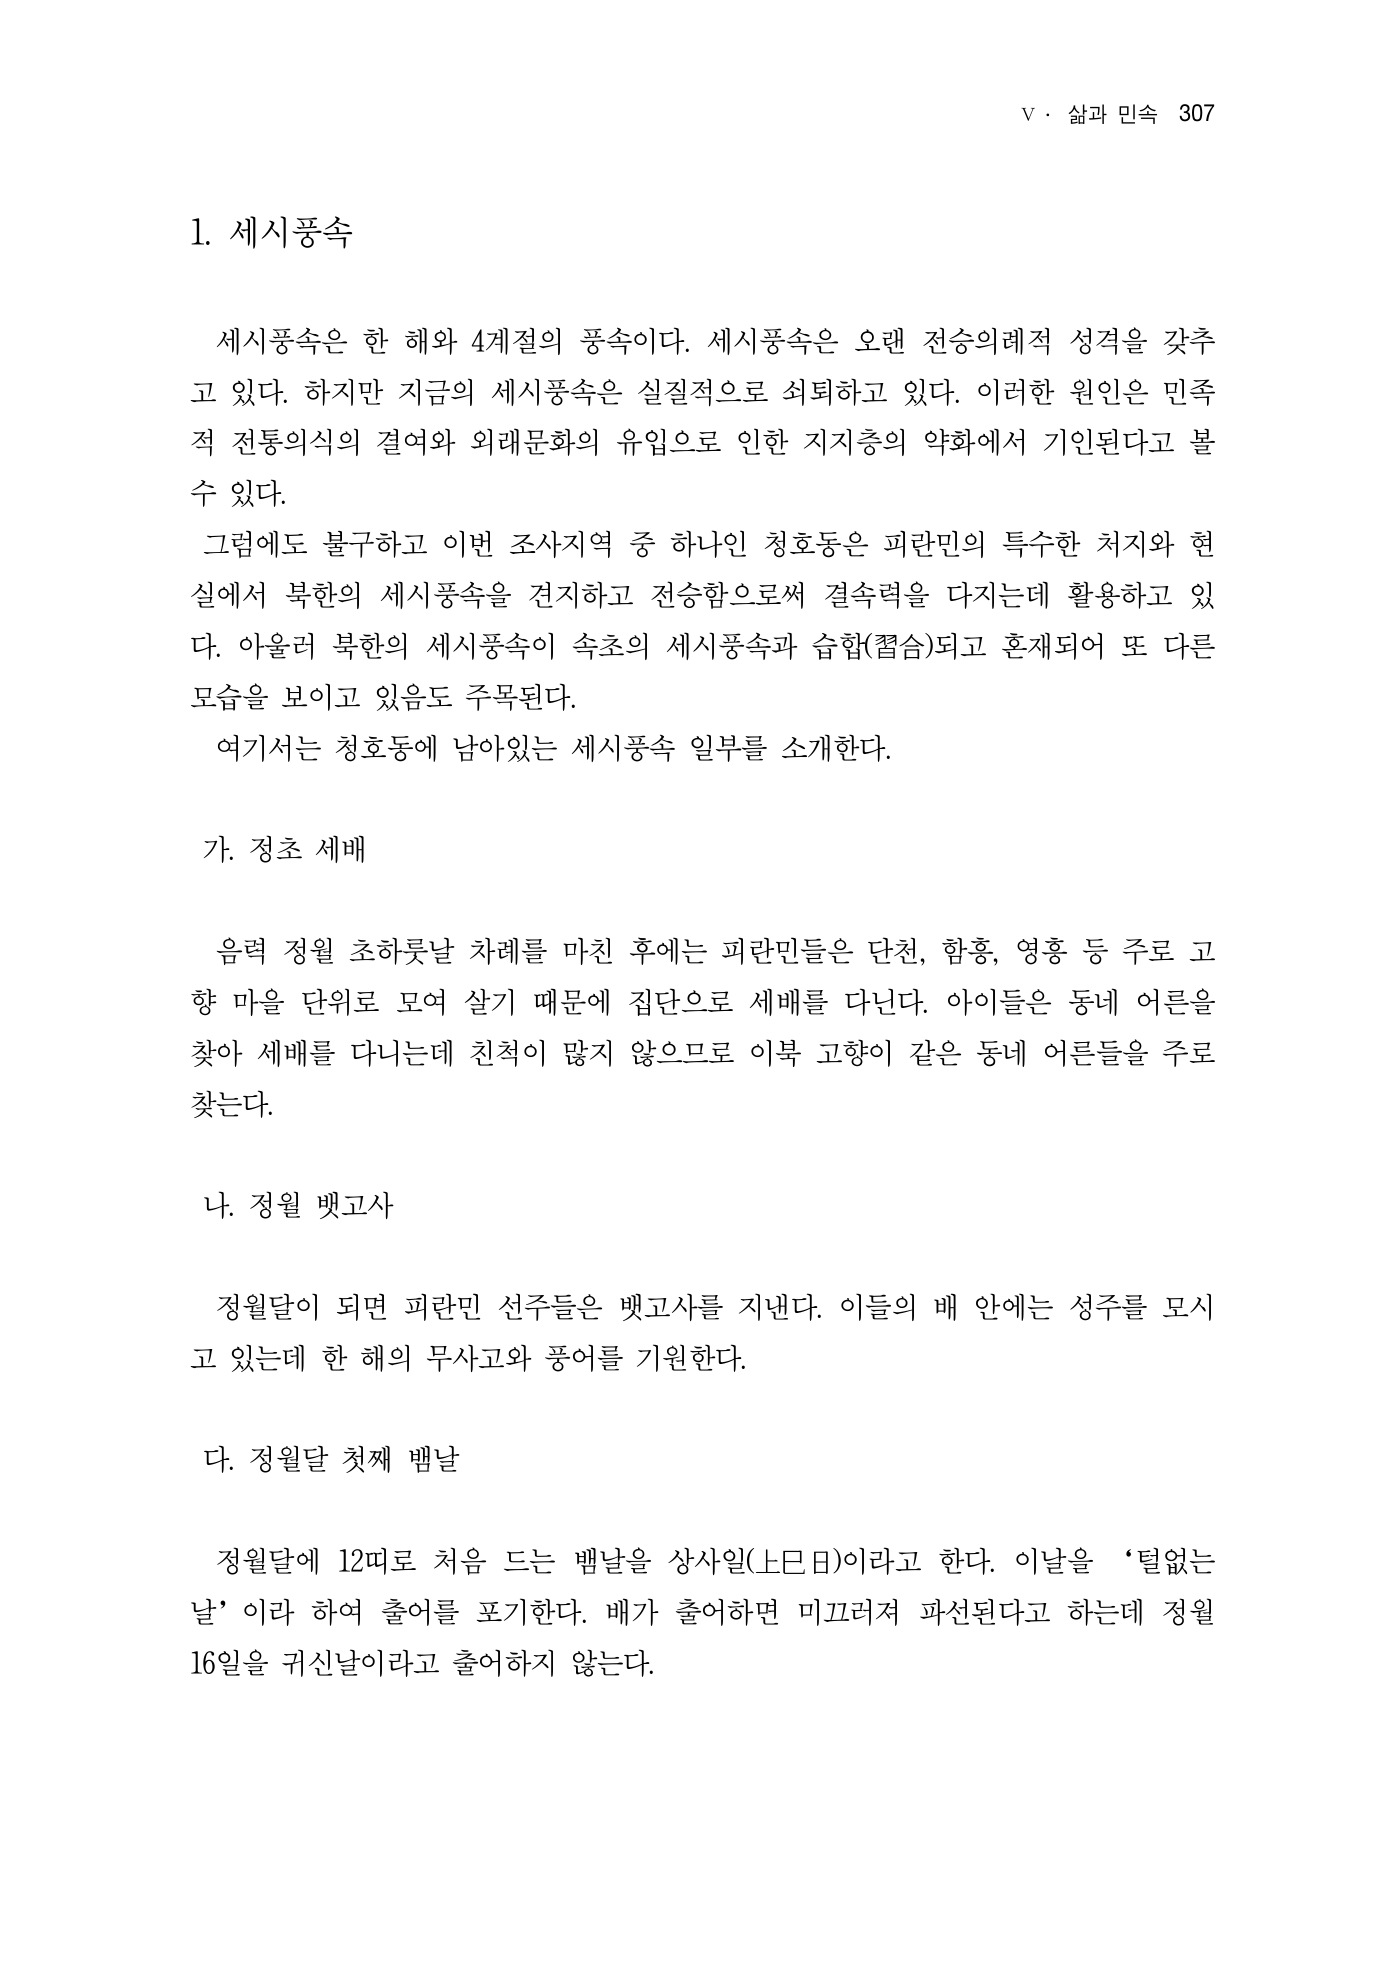 V · 삶과 민속 307
1. 세시풍속
세시풍속은 한 해와 4계절의 풍속이다. 세시풍속은 오랜 전승의례적 성격을 갖추
고 있다. 하지만 지금의 세시풍속은 실질적으로 쇠퇴하고 있다. 이러한 원인은 민족
적 전통의식의 결여와 외래문화의 유입으로 인한 지지층의 약화에서 기인된다고 볼
수 있다.
그럼에도 불구하고 이번 조사지역 중 하나인 청호동은 피란민의 특수한 처지와 현
실에서 북한의 세시풍속을 견지하고 전승함으로써 결속력을 다지는데 활용하고 있
다. 아울러 북한의 세시풍속이 속초의 세시풍속과 습합(習合)되고 혼재되어 또 다른
모습을 보이고 있음도 주목된다.
여기서는 청호동에 남아있는 세시풍속 일부를 소개한다.
가. 정초 세배
음력 정월 초하룻날 차례를 마친 후에는 피란민들은 단천, 함흥, 영흥 등 주로 고
향 마을 단위로 모여 살기 때문에 집단으로 세배를 다닌다. 아이들은 동네 어른을
찾아 세배를 다니는데 친척이 많지 않으므로 이북 고향이 같은 동네 어른들을 주로
찾는다.
나. 정월 뱃고사
정월달이 되면 피란민 선주들은 뱃고사를 지낸다. 이들의 배 안에는 성주를 모시
고 있는데 한 해의 무사고와 풍어를 기원한다.
다. 정월달 첫째 뱀날
정월달에 12띠로 처음 드는 뱀날을 상사일(上巳日)이라고 한다. 이날을 ‘털없는
날’이라 하여 출어를 포기한다. 배가 출어하면 미끄러져 파선된다고 하는데 정월
16일을 귀신날이라고 출어하지 않는다.